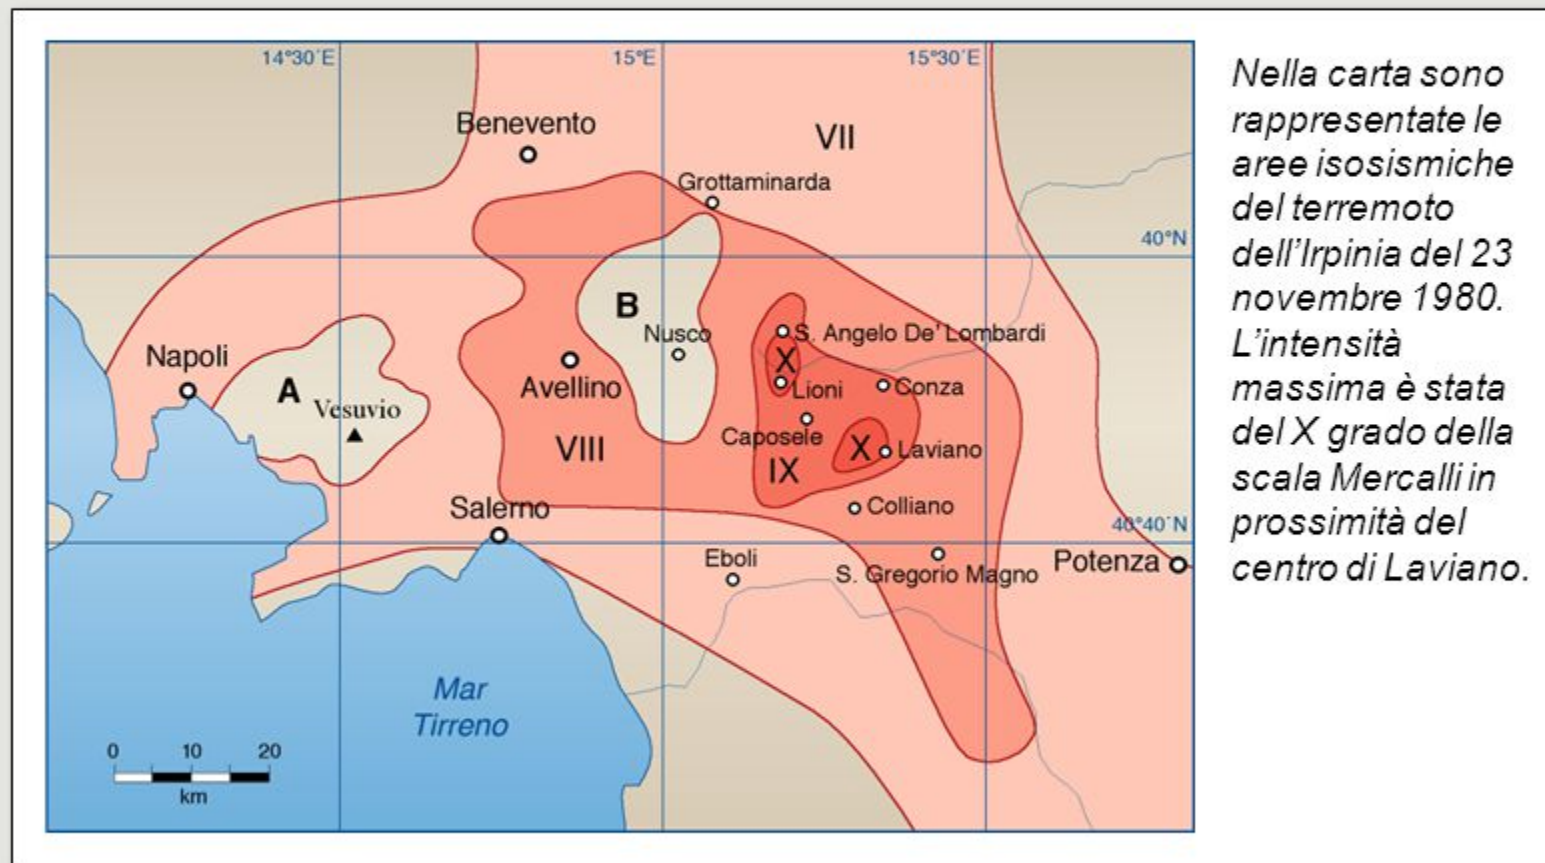 14°30´E
15°E
15°30´E
Benevento
VII
Grottaminarda
40°N
B
Nusco
S. Angelo De' Lombardi
X
Napoli
A
Vesuvio
Avellino
Lioni
Conza
Caposele
VIII
X
Laviano
IX
Salerno
Colliano
40°40´N
Eboli
S. Gregorio Magno
Potenza
Mar
Tirreno
0 10 20
km
Nella carta sono
rappresentate le
aree isosismiche
del terremoto
dell'Irpinia del 23
novembre 1980.
L'intensità
massima è stata
del X grado della
scala Mercalli in
prossimità del
centro di Laviano.